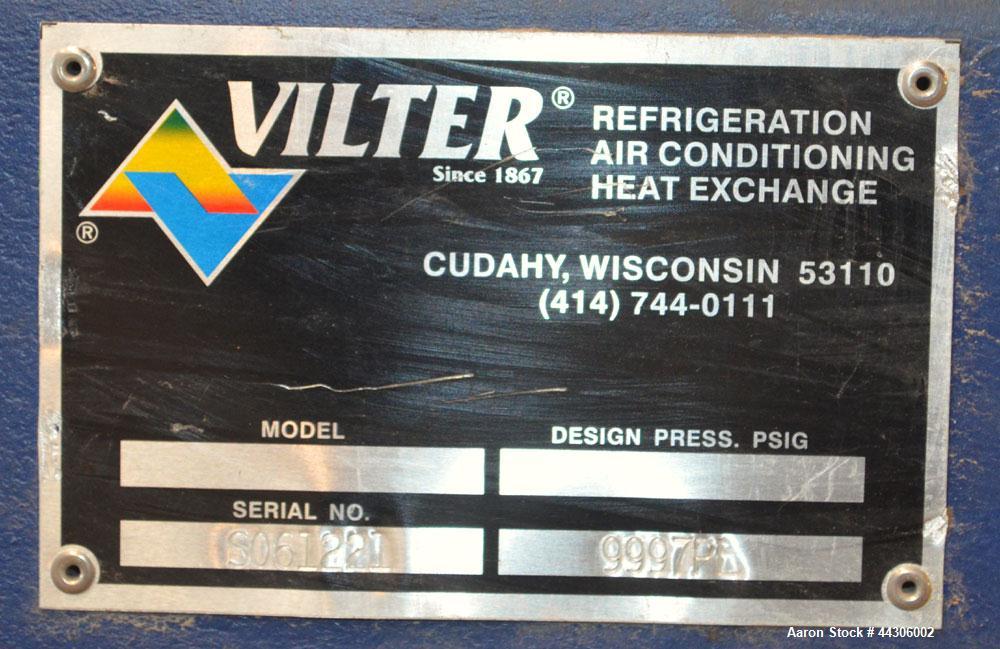 VILTER®
Since 1867
®
REFRIGERATION
AIR CONDITIONING
HEAT EXCHANGE
CUDAHY, WISCONSIN 53110
(414) 744-0111
MODEL
DESIGN PRESS. PSIG
SERIAL NO.
S061221
Aaron Stock # 44306002